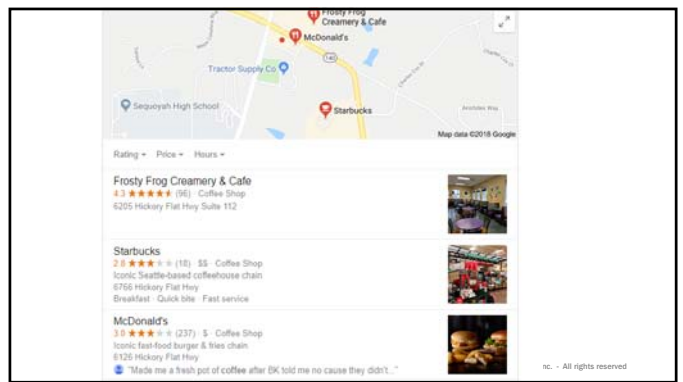 Frosty Frog
Creamery & Cafe
McDonald's
140
Tractor Supply Co
Sequoyah High School
Starbucks
Map data ©2018 Google
Rating Price Hours
Frosty Frog Creamery & Cafe
4.3 (96) · Coffee Shop
6205 Hickory Flat Hwy Suite 112
Starbucks
2.8 (18) · $$ · Coffee Shop
Iconic Seattle-based coffeehouse chain
6766 Hickory Flat Hwy
Breakfast · Quick bite · Fast service
McDonald's
3.0 (237) · $ · Coffee Shop
Iconic fast-food burger & fries chain.
6126 Hickory Flat Hwy
"Made me a fresh pot of coffee after BK told me no cause they didn't..."
nc. - All rights reserved